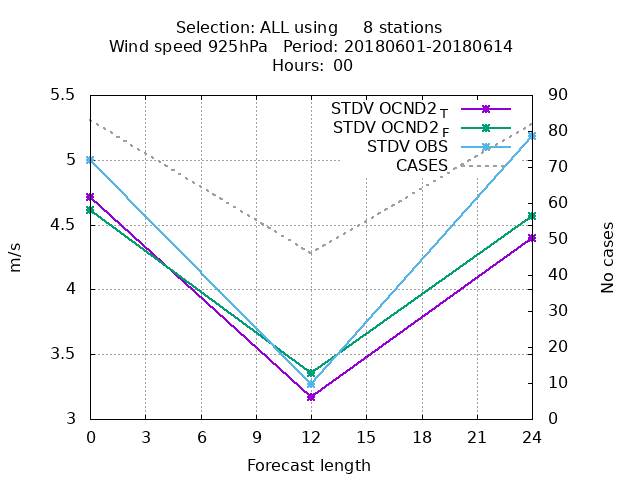 Selection: ALL using     8 stations
Wind speed 925hPa   Period: 20180601-20180614
Hours:  00
5.5
5
4.5
4
3.5
3
m/s
90
80
70
60
50
40
30
20
10
0
No cases
STDV OCND2 T
STDV OCND2 F
STDV OBS
CASES
0 3 6 9 12 15 18 21 24
Forecast length